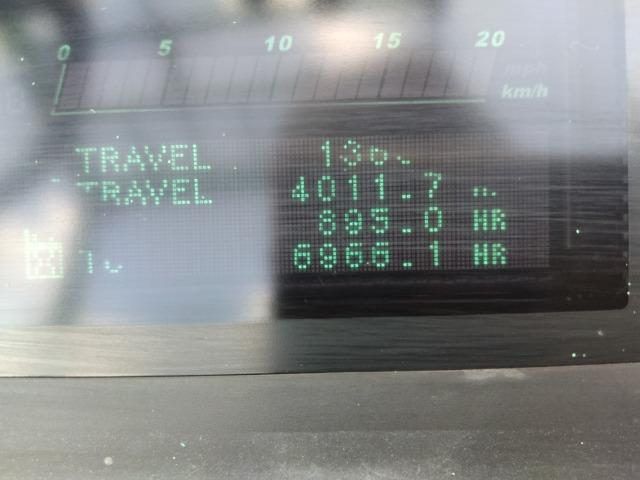 0 5 10 15 20
mph
km/h
TRAVEL
TRAVEL 4011.7
895.0 HR
6966.1 HR